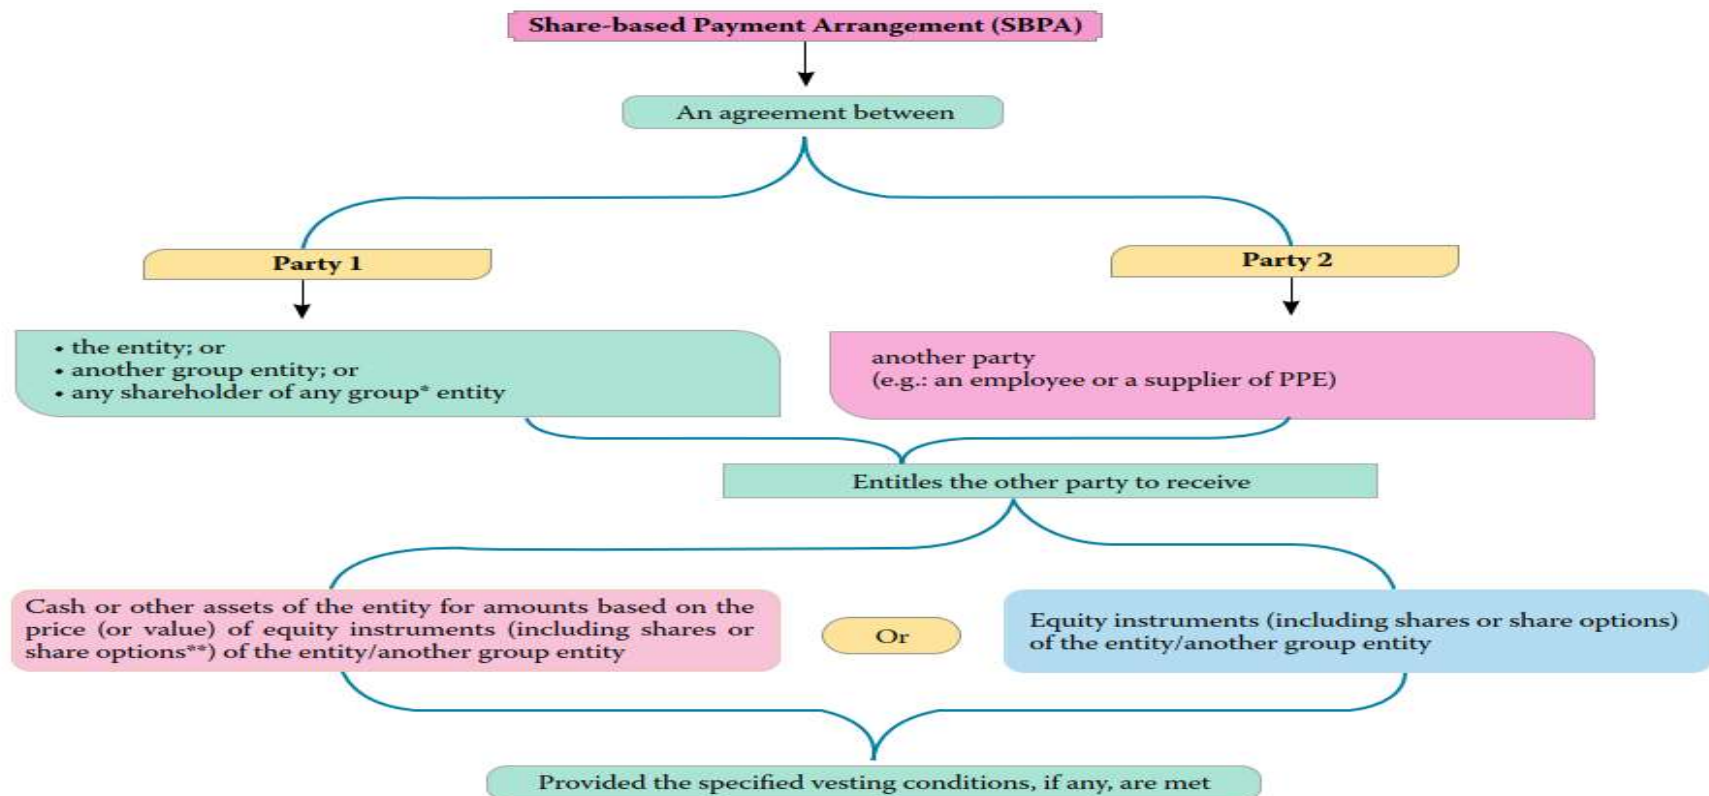 Share-based Payment Arrangement (SBPA)
An agreement between
Party 1
Party 2
• the entity; or
• another group entity; or
• any shareholder of any group* entity
another party
(e.g.: an employee or a supplier of PPE)
Entitles the other party to receive
Cash or other assets of the entity for amounts based on the
price (or value) of equity instruments (including shares or
share options**) of the entity/another group entity
Or
Equity instruments (including shares or share options)
of the entity/another group entity
Provided the specified vesting conditions, if any, are met